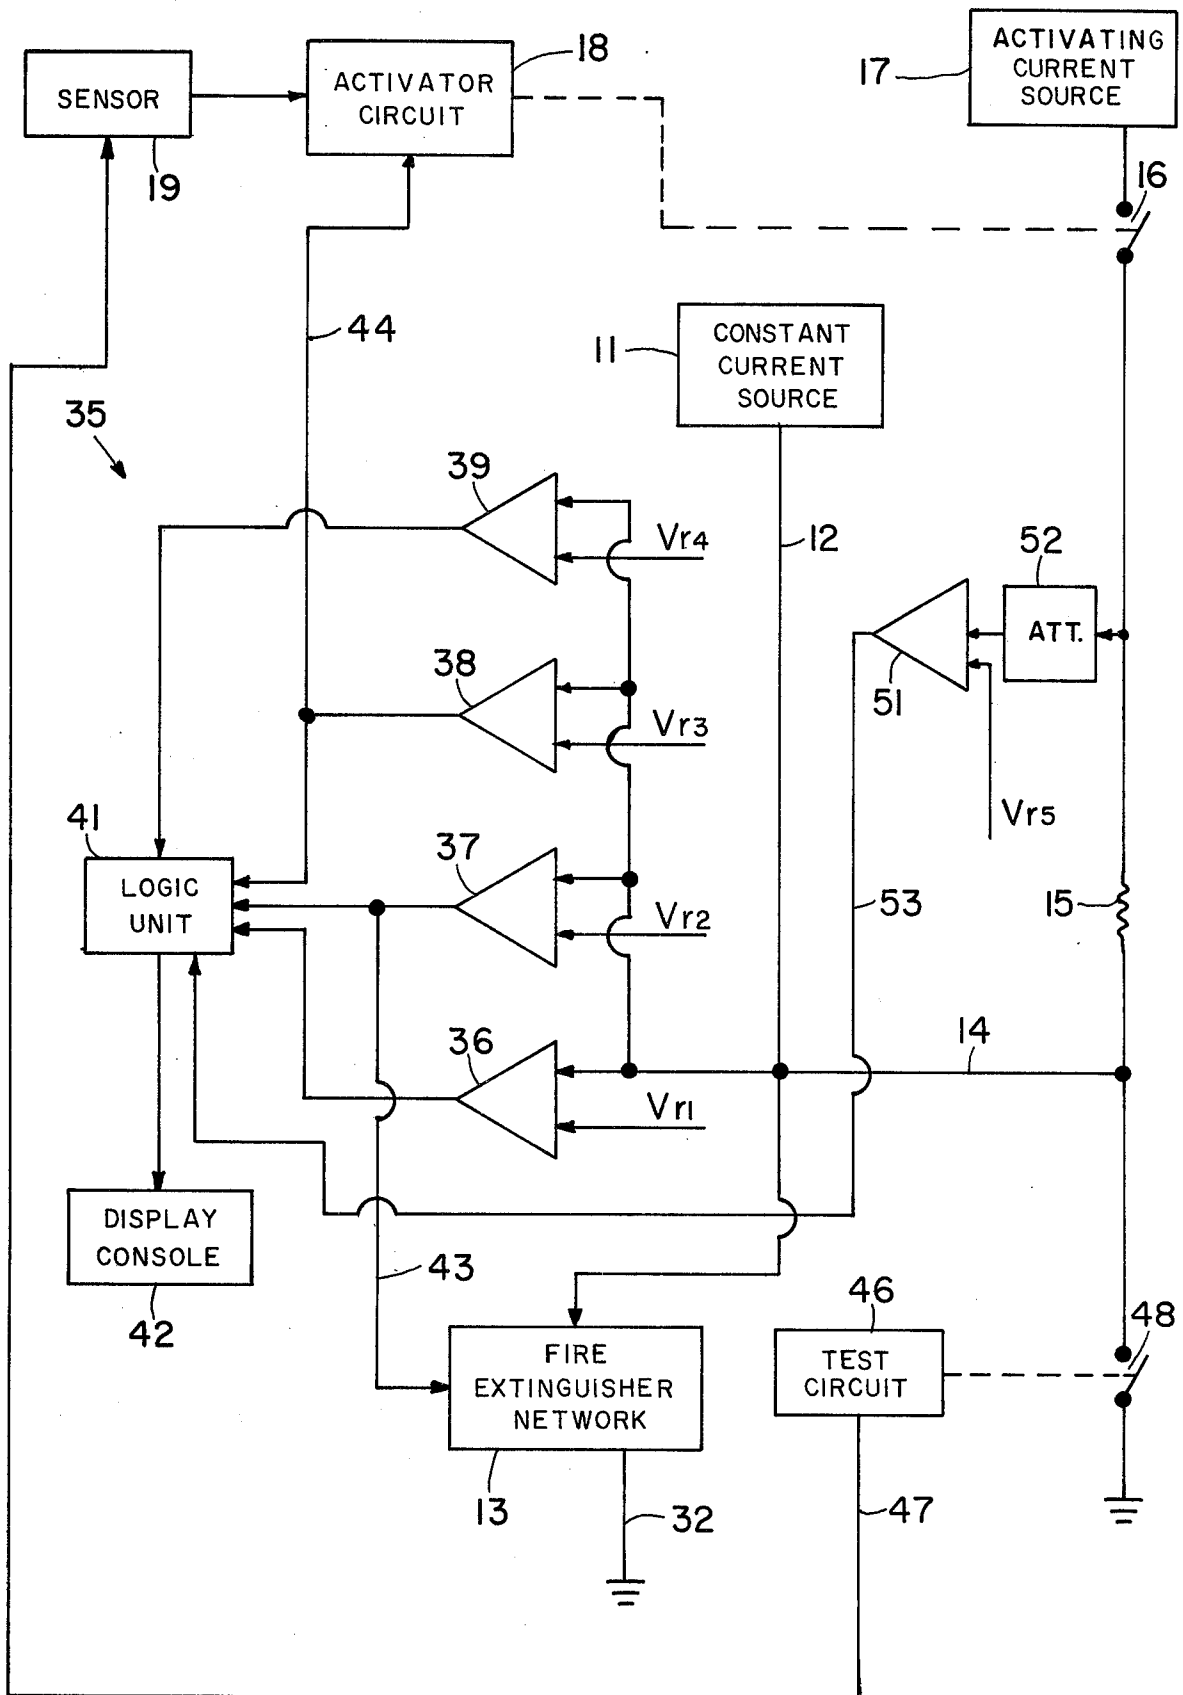 18
ACTIVATING
CURRENT
SOURCE
17
ACTIVATOR
CIRCUIT
SENSOR
19
16
44
11
CONSTANT
CURRENT
SOURCE
35
39
Vr4
12
52
ATT.
38
51
Vr3
Vr5
41
LOGIC
UNIT
37
Vr2
53
15
36
14
Vr1
DISPLAY
CONSOLE
42
43
46
48
FIRE
EXTINGUISHER
NETWORK
TEST
CIRCUIT
13
32
47